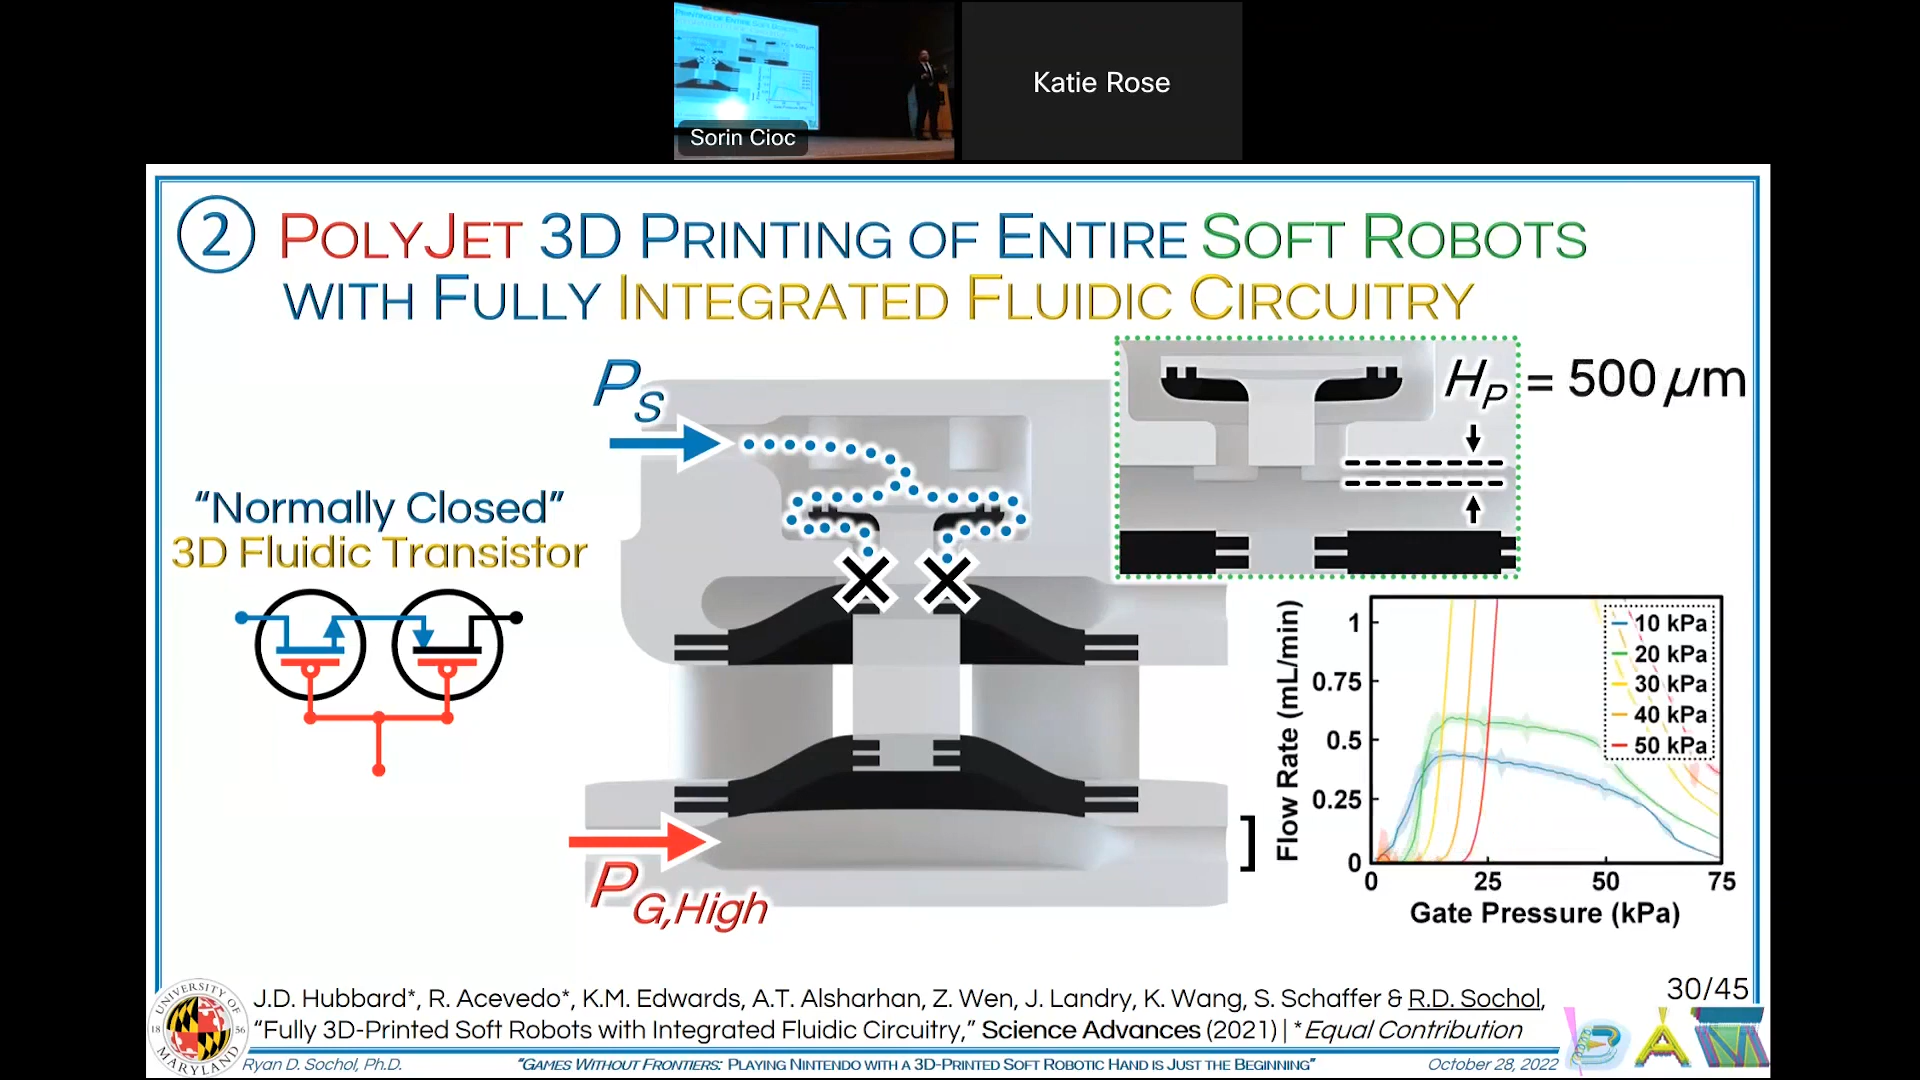 Sorin Cioc
Katie Rose
2 POLYJET 3D PRINTING OF ENTIRE SOFT ROBOTS
WITH FULLY INTEGRATED FLUIDIC CIRCUITRY
PS
HP = 500 μm
“Normally Closed”
3D Fluidic Transistor
PG,High
]
Flow Rate (mL/min)
1
0.75
0.5
0.25
0
0 25 50 75
Gate Pressure (kPa)
10 kPa
20 kPa
30 kPa
40 kPa
50 kPa
30/45
J.D. Hubbard*, R. Acevedo*, K.M. Edwards, A.T. Alsharhan, Z. Wen, J. Landry, K. Wang, S. Schaffer & R.D. Sochol,
“Fully 3D-Printed Soft Robots with Integrated Fluidic Circuitry,” Science Advances (2021) | *Equal Contribution
UNIVERSITY OF
18 56
MARYLAND
Ryan D. Sochol, Ph.D.
“GAMES WITHOUT FRONTIERS: PLAYING NINTENDO WITH A 3D-PRINTED SOFT ROBOTIC HAND IS JUST THE BEGINNING”
October 28, 2022